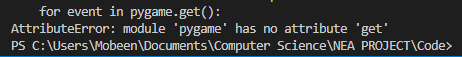 for event in pygame.get():
AttributeError: module 'pygame' has no attribute 'get'
PS C:\Users\Mobeen\Documents\Computer Science\NEA PROJECT\Code>